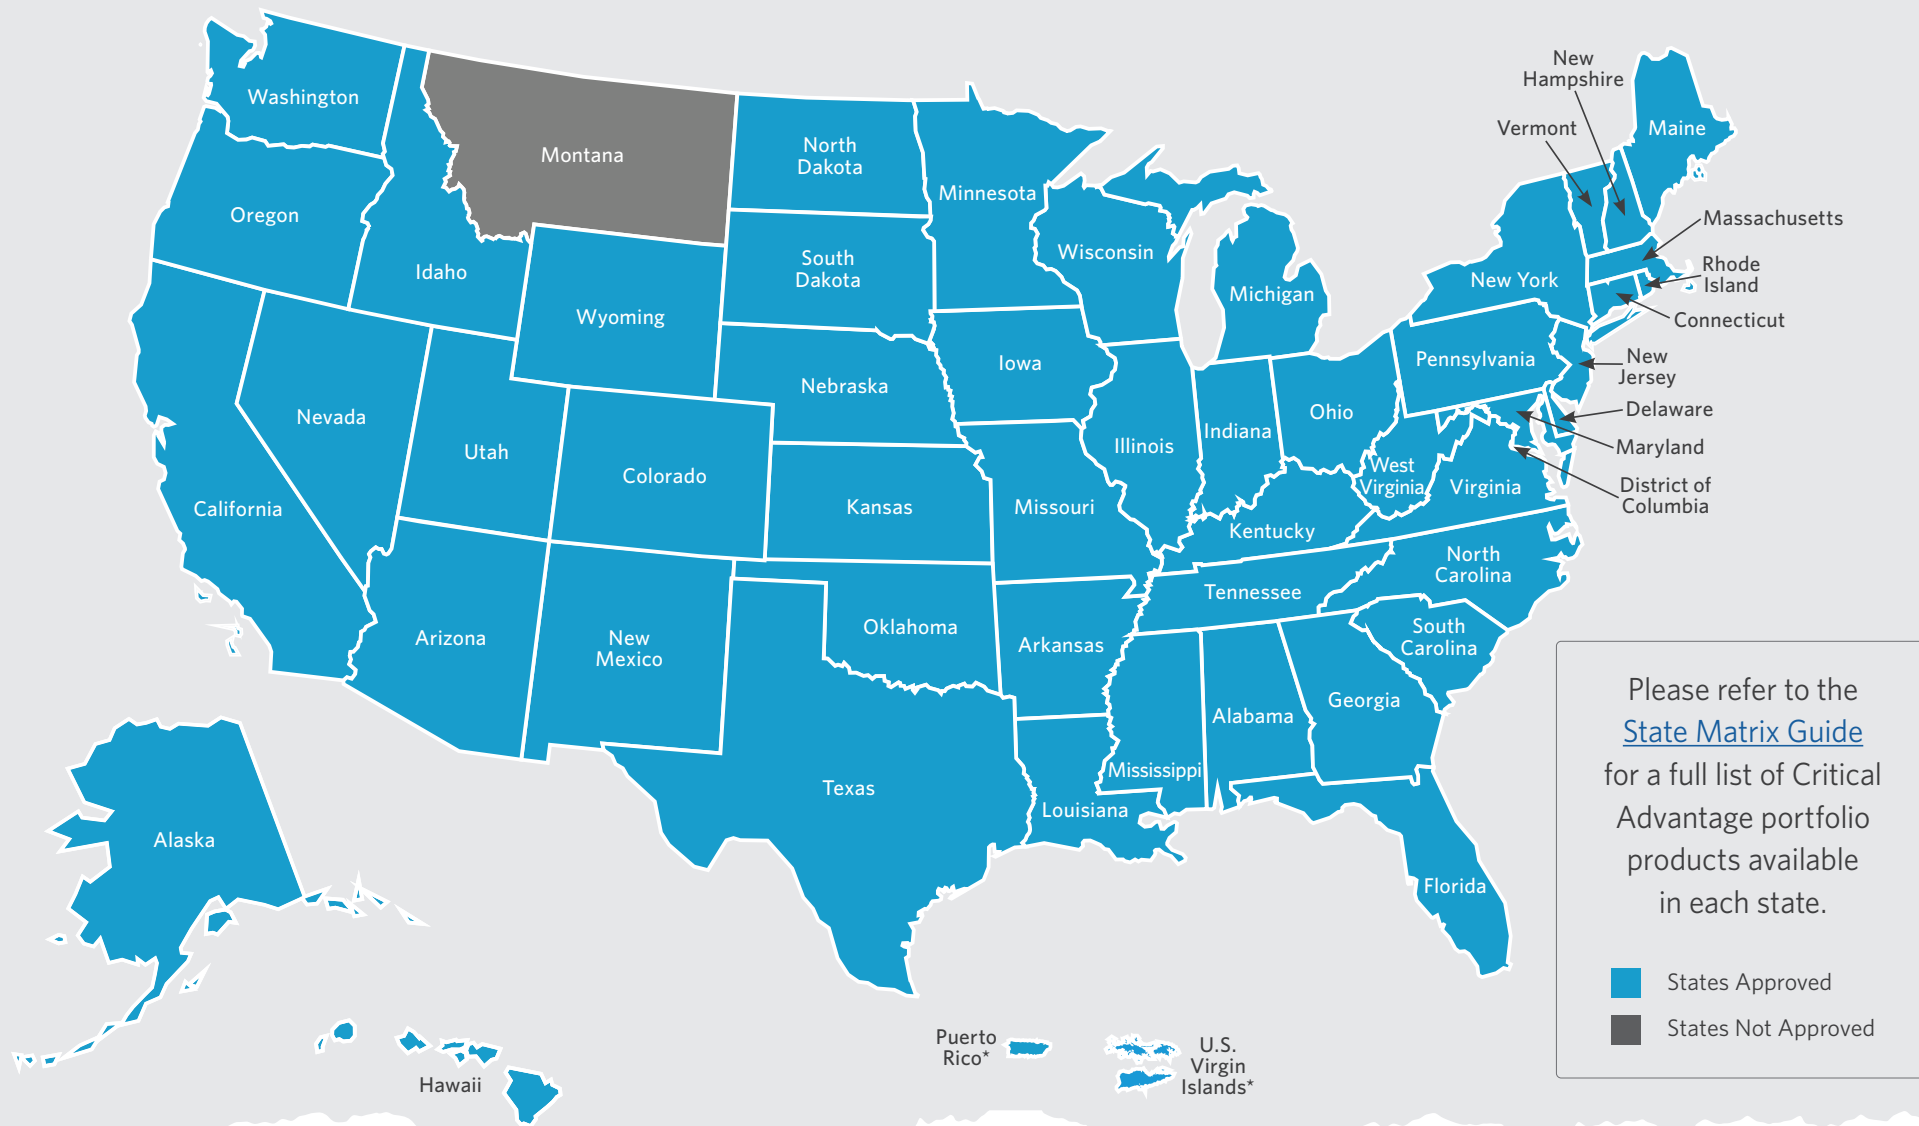 New
Hampshire
Vermont
Maine
Washington
Montana
North
Dakota
Minnesota
Oregon
Idaho
South
Dakota
Wisconsin
Michigan
New York
Massachusetts
Rhode
Island
Connecticut
Wyoming
Iowa
Nebraska
Pennsylvania
New
Jersey
Delaware
Maryland
District of
Columbia
Nevada
Utah
Colorado
Kansas
Missouri
Illinois
Indiana
Ohio
West
Virginia
Virginia
Kentucky
California
North
Carolina
Tennessee
Arizona
New
Mexico
Oklahoma
Arkansas
South
Carolina
Georgia
Alabama
Mississippi
Texas
Louisiana
Florida
Alaska
Hawaii
Puerto
Rico*
U.S.
Virgin
Islands*
Please refer to the
State Matrix Guide
for a full list of Critical
Advantage portfolio
products available
in each state.
States Approved
States Not Approved